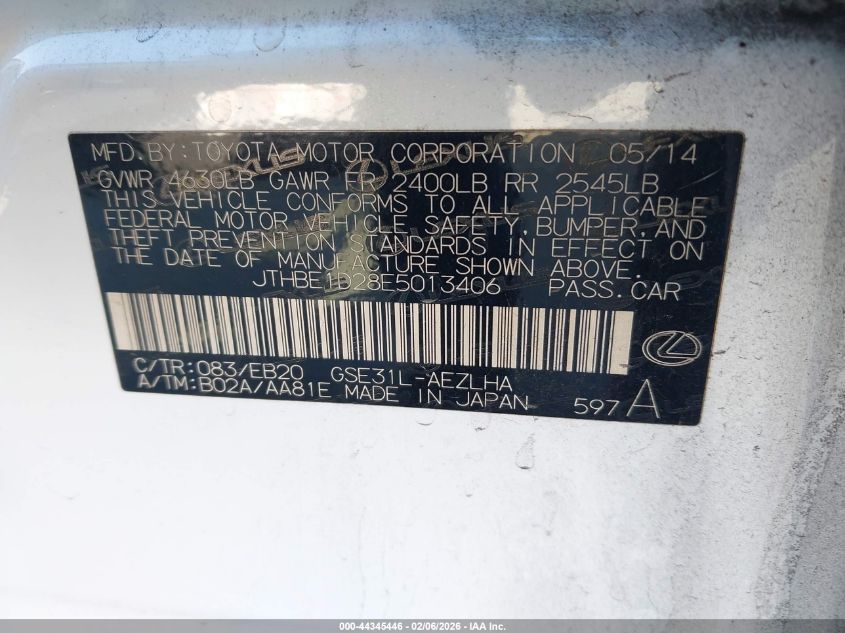 MFD.BY:TOYOTA MOTOR CORPORATION 05/14
GVWR 4630LB GAWR FR 2400LB RR 2545LB
THIS VEHICLE CONFORMS TO ALL APPLICABLE
FEDERAL MOTOR VEHICLE SAFETY,BUMPER,AND
THEFT PREVENTION STANDARDS IN EFFECT ON
THE DATE OF MANUFACTURE SHOWN ABOVE.
JTHBE1D28E5013406 PASS.CAR
C/TR:083/EB20 GSE31L-AEZLHA
A/TM:B02A/AA81E MADE IN JAPAN 597A
000-44345446 - 02/06/2026 - IAA Inc.